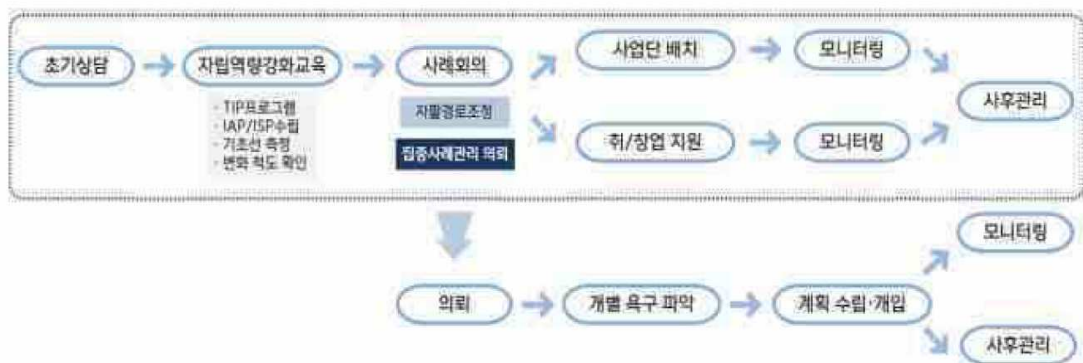 초기상담
자립역량강화교육
· TIP프로그램
· IAP/ISP수립
· 기초선 측정
· 변화 척도 확인
사례회의
자활경로조정
집중사례관리 의뢰
사업단 배치
모니터링
취/창업 지원
모니터링
사후관리
의뢰
개별 욕구 파악
계획 수립·개입
모니터링
사후관리